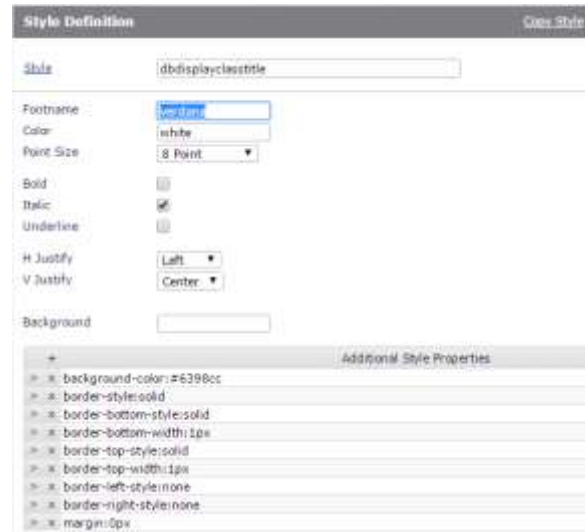 Style Definition Copy Style
Style dbdisplayclasstitle
Fontname verdana
Color white
Point Size 8 Point
Bold
Italic
Underline
H Justify Left
V Justify Center
Background
+ Additional Style Properties
» x background-color:#6398cc
» x border-style:solid
» x border-bottom-style:solid
» x border-bottom-width:1px
» x border-top-style:solid
» x border-top-width:1px
» x border-left-style:none
» x border-right-style:none
» x margin:0px